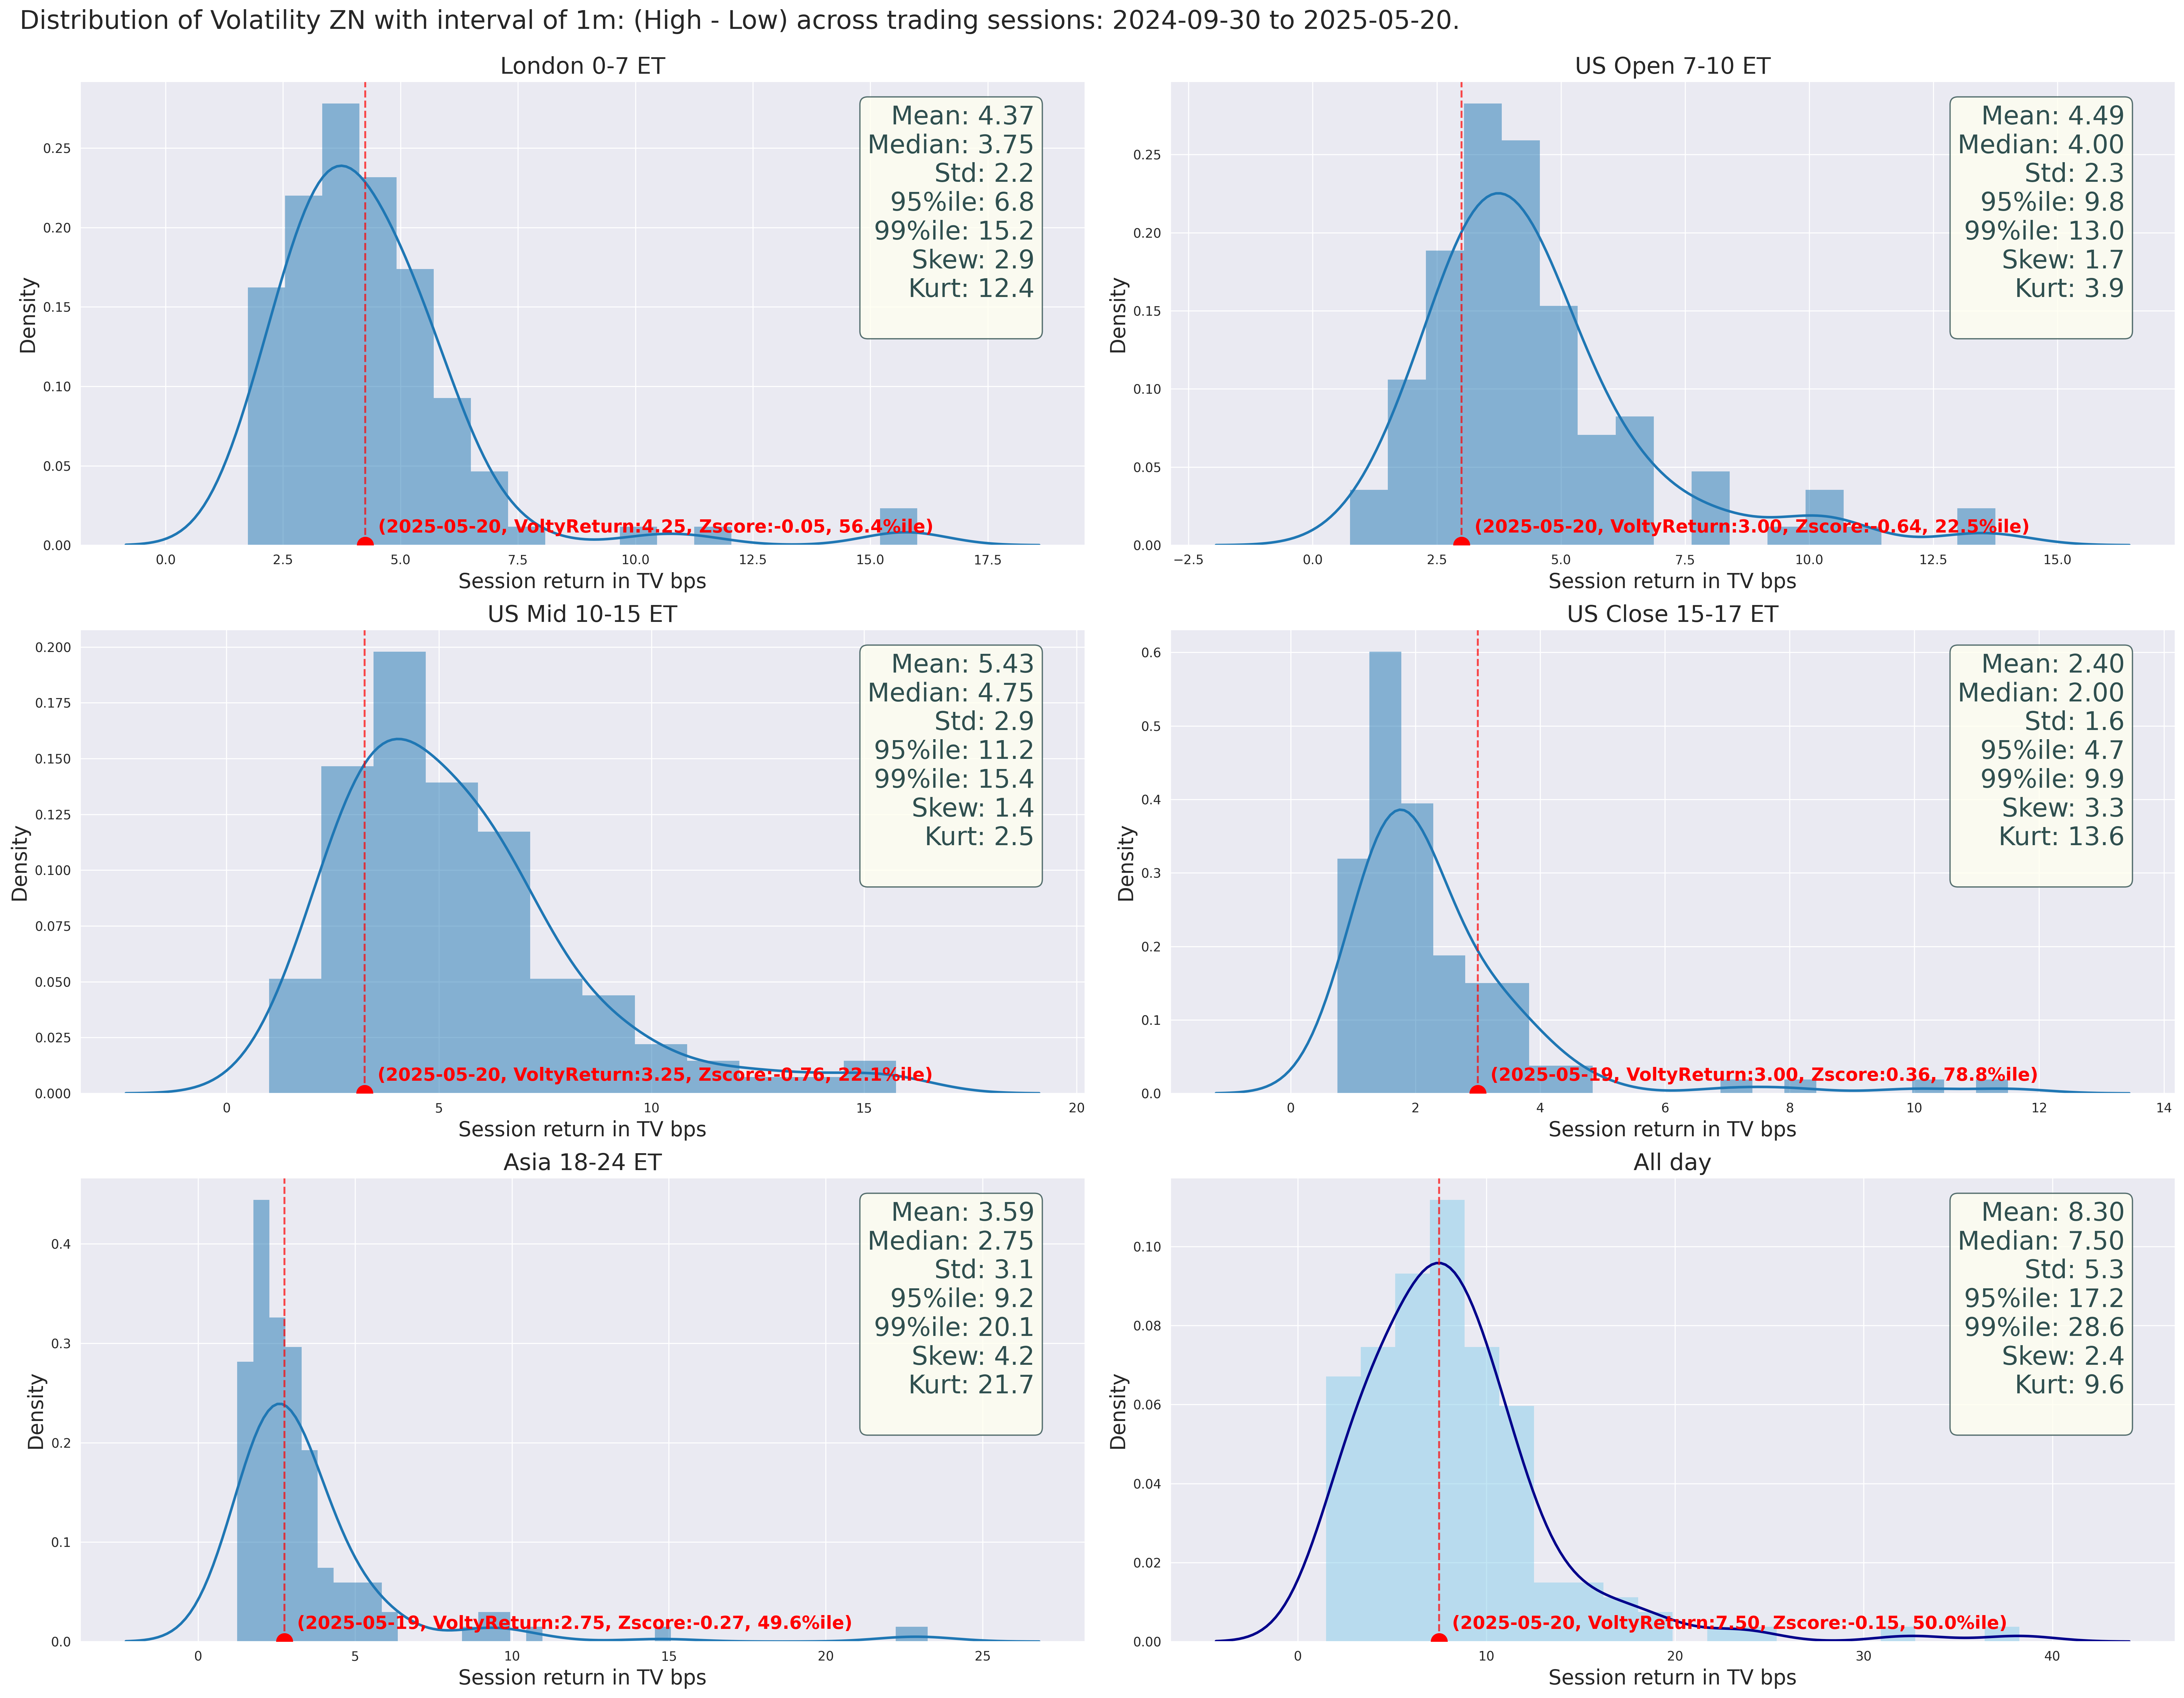 Distribution of Volatility ZN with interval of 1m: (High - Low) across trading sessions: 2024-09-30 to 2025-05-20.
London 0-7 ET
Density
0.25
0.20
0.15
0.10
0.05
0.00
Mean: 4.37
Median: 3.75
Std: 2.2
95%ile: 6.8
99%ile: 15.2
Skew: 2.9
Kurt: 12.4
(2025-05-20, VoltyReturn:4.25, Zscore:-0.05, 56.4%ile)
0.0 2.5 5.0 7.5 10.0 12.5 15.0 17.5
Session return in TV bps
US Open 7-10 ET
Density
0.25
0.20
0.15
0.10
0.05
0.00
Mean: 4.49
Median: 4.00
Std: 2.3
95%ile: 9.8
99%ile: 13.0
Skew: 1.7
Kurt: 3.9
(2025-05-20, VoltyReturn:3.00, Zscore:-0.64, 22.5%ile)
−2.5 0.0 2.5 5.0 7.5 10.0 12.5 15.0
Session return in TV bps
US Mid 10-15 ET
Density
0.200
0.175
0.150
0.125
0.100
0.075
0.050
0.025
0.000
Mean: 5.43
Median: 4.75
Std: 2.9
95%ile: 11.2
99%ile: 15.4
Skew: 1.4
Kurt: 2.5
(2025-05-20, VoltyReturn:3.25, Zscore:-0.76, 22.1%ile)
0 5 10 15 20
Session return in TV bps
US Close 15-17 ET
Density
0.6
0.5
0.4
0.3
0.2
0.1
0.0
Mean: 2.40
Median: 2.00
Std: 1.6
95%ile: 4.7
99%ile: 9.9
Skew: 3.3
Kurt: 13.6
(2025-05-19, VoltyReturn:3.00, Zscore:0.36, 78.8%ile)
0 2 4 6 8 10 12 14
Session return in TV bps
Asia 18-24 ET
Density
0.4
0.3
0.2
0.1
0.0
Mean: 3.59
Median: 2.75
Std: 3.1
95%ile: 9.2
99%ile: 20.1
Skew: 4.2
Kurt: 21.7
(2025-05-19, VoltyReturn:2.75, Zscore:-0.27, 49.6%ile)
0 5 10 15 20 25
Session return in TV bps
All day
Density
0.10
0.08
0.06
0.04
0.02
0.00
Mean: 8.30
Median: 7.50
Std: 5.3
95%ile: 17.2
99%ile: 28.6
Skew: 2.4
Kurt: 9.6
(2025-05-20, VoltyReturn:7.50, Zscore:-0.15, 50.0%ile)
0 10 20 30 40
Session return in TV bps